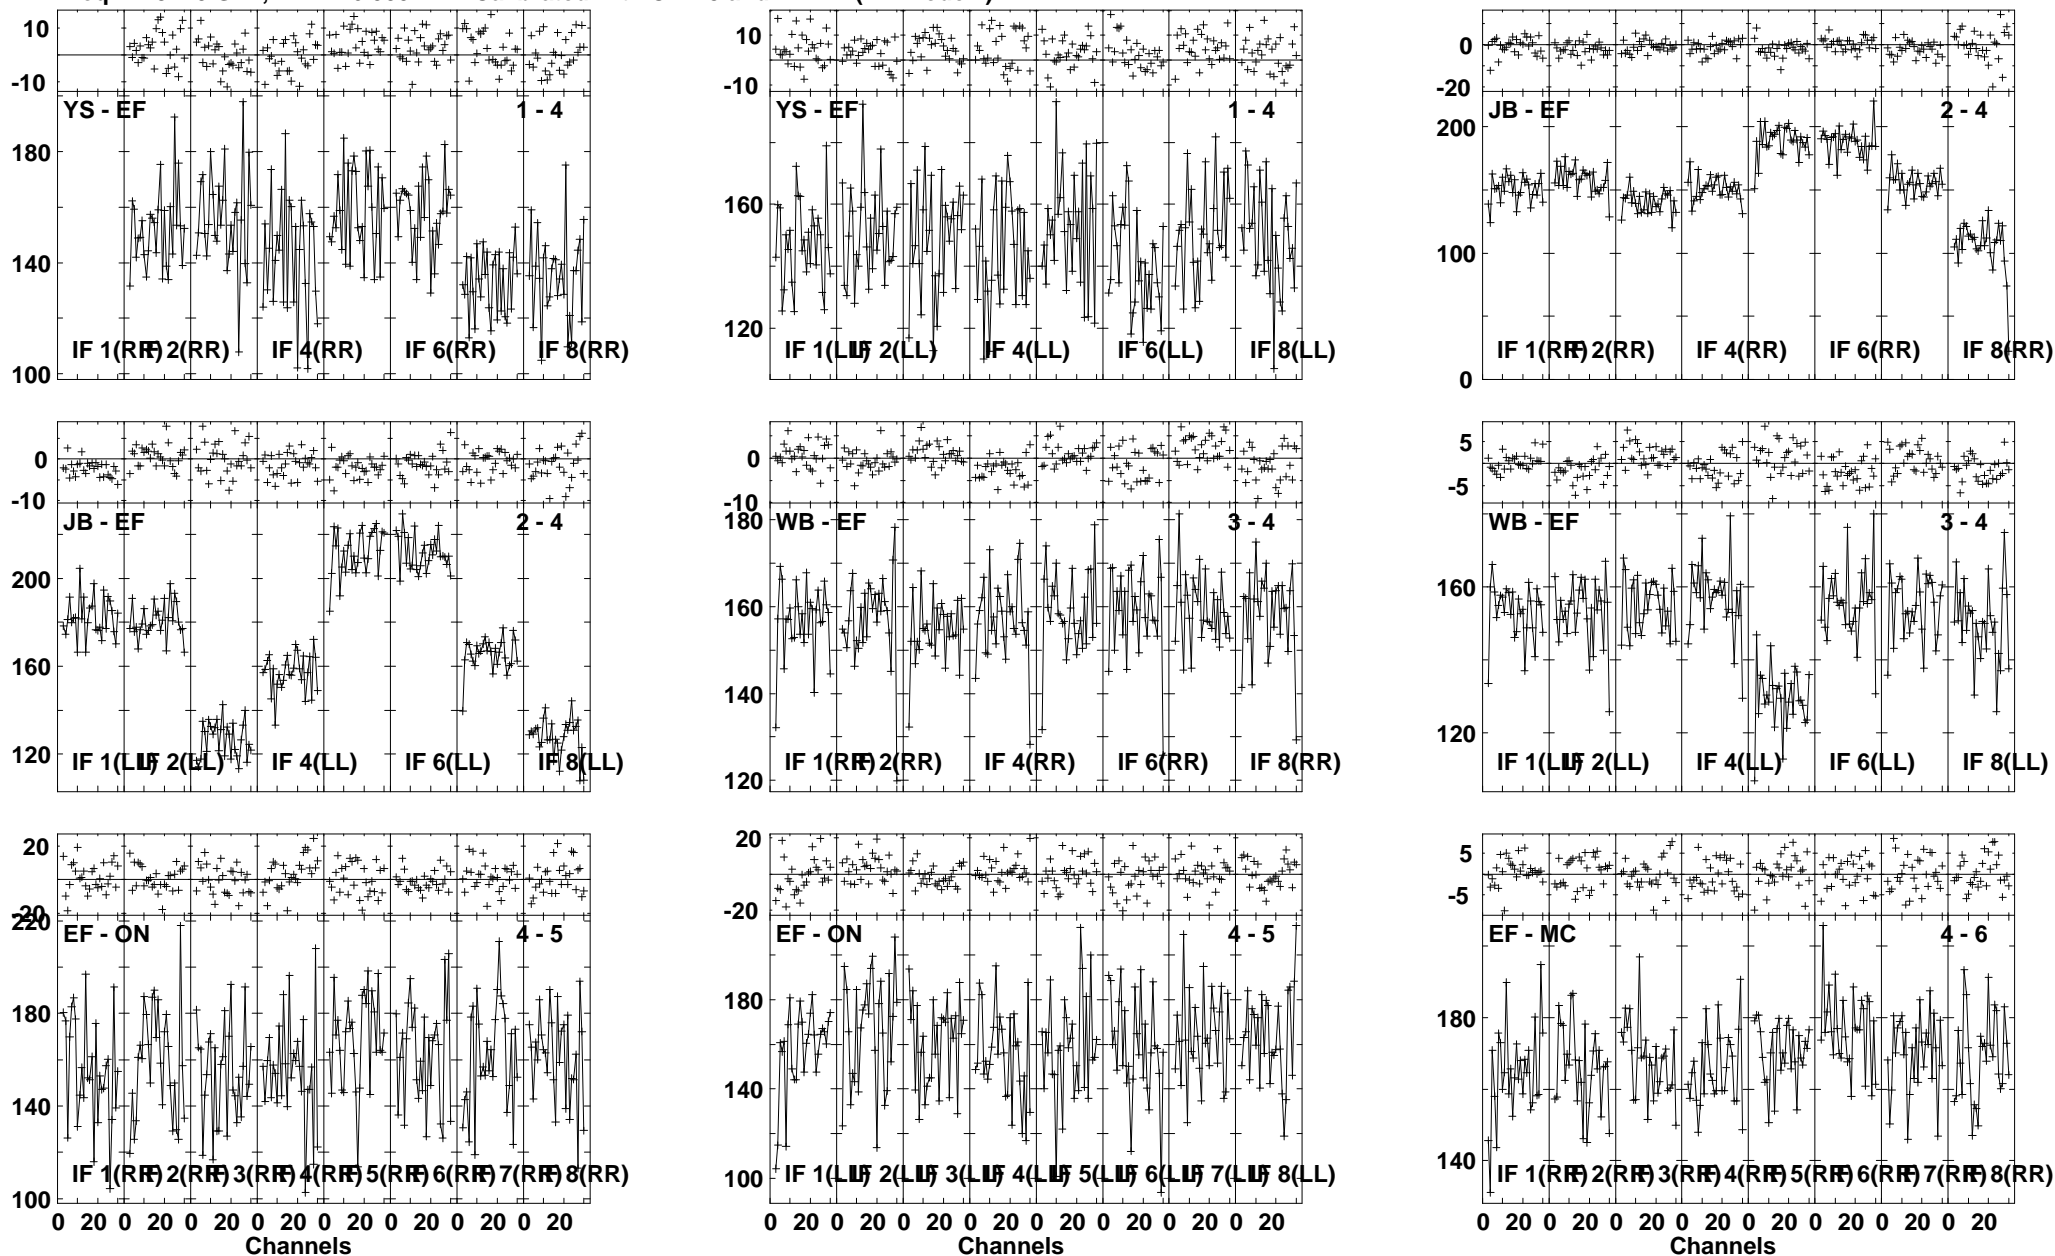 10
-10
YS - EF 1 - 4
180
140
100
IF 1(RR) IF 2(RR) IF 4(RR) IF 6(RR) IF 8(RR)
10
-10
YS - EF 1 - 4
160
120
IF 1(LL) IF 2(LL) IF 4(LL) IF 6(LL) IF 8(LL)
0
-20
JB - EF 2 - 4
200
100
0
IF 1(RR) IF 2(RR) IF 4(RR) IF 6(RR) IF 8(RR)
0
-10
JB - EF 2 - 4
200
160
120
IF 1(LL) IF 2(LL) IF 4(LL) IF 6(LL) IF 8(LL)
0
-10
WB - EF 3 - 4
180
160
140
120
IF 1(RR) IF 2(RR) IF 4(RR) IF 6(RR) IF 8(RR)
5
-5
WB - EF 3 - 4
160
120
IF 1(LL) IF 2(LL) IF 4(LL) IF 6(LL) IF 8(LL)
20
-20
EF - ON 4 - 5
220
180
140
100
IF 1(RR) IF 2(RR) IF 3(RR) IF 4(RR) IF 5(RR) IF 6(RR) IF 7(RR) IF 8(RR)
0 20 0 20 0 20 0 20 0 20 0 20 0 20 0 20
Channels
20
-20
EF - ON 4 - 5
180
140
100
IF 1(LL) IF 2(LL) IF 3(LL) IF 4(LL) IF 5(LL) IF 6(LL) IF 7(LL) IF 8(LL)
0 20 0 20 0 20 0 20 0 20 0 20 0 20 0 20
Channels
5
-5
EF - MC 4 - 6
180
140
IF 1(RR) IF 2(RR) IF 3(RR) IF 4(RR) IF 5(RR) IF 6(RR) IF 7(RR) IF 8(RR)
0 20 0 20 0 20 0 20 0 20 0 20 0 20 0 20
Channels